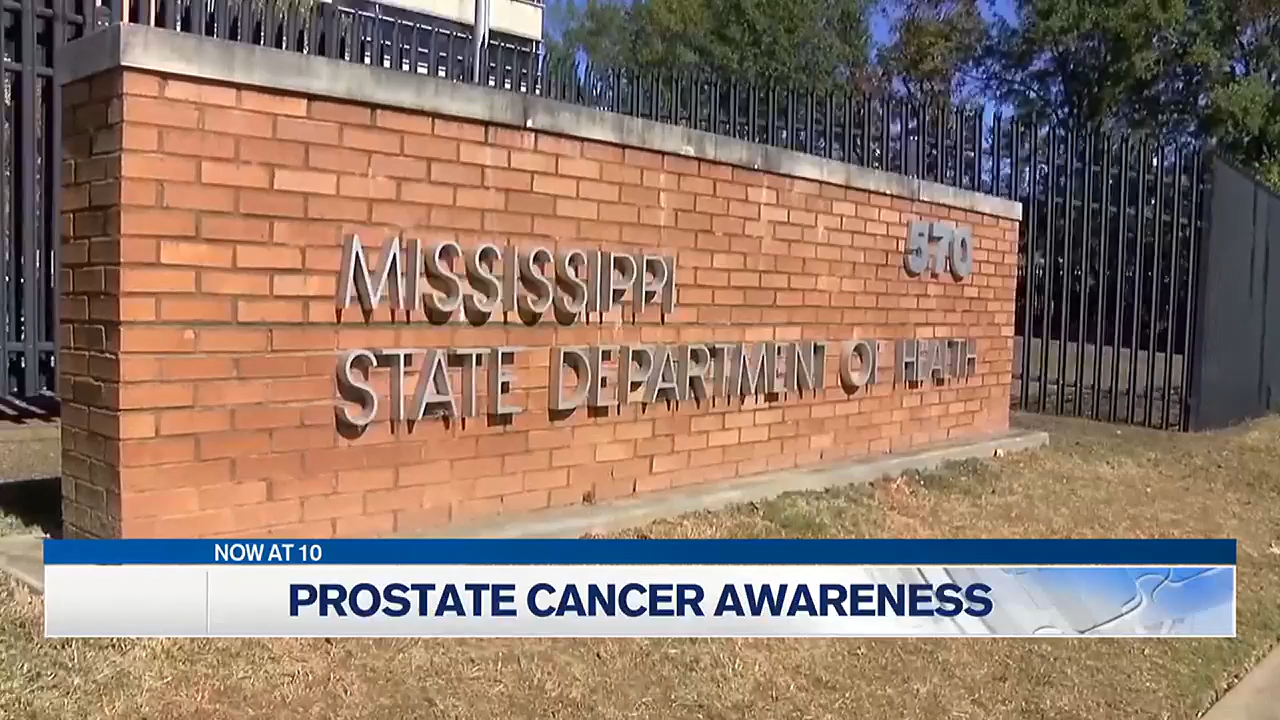 570
MISSISSIPPI
STATE DEPARTMENT OF HEALTH
NOW AT 10
PROSTATE CANCER AWARENESS